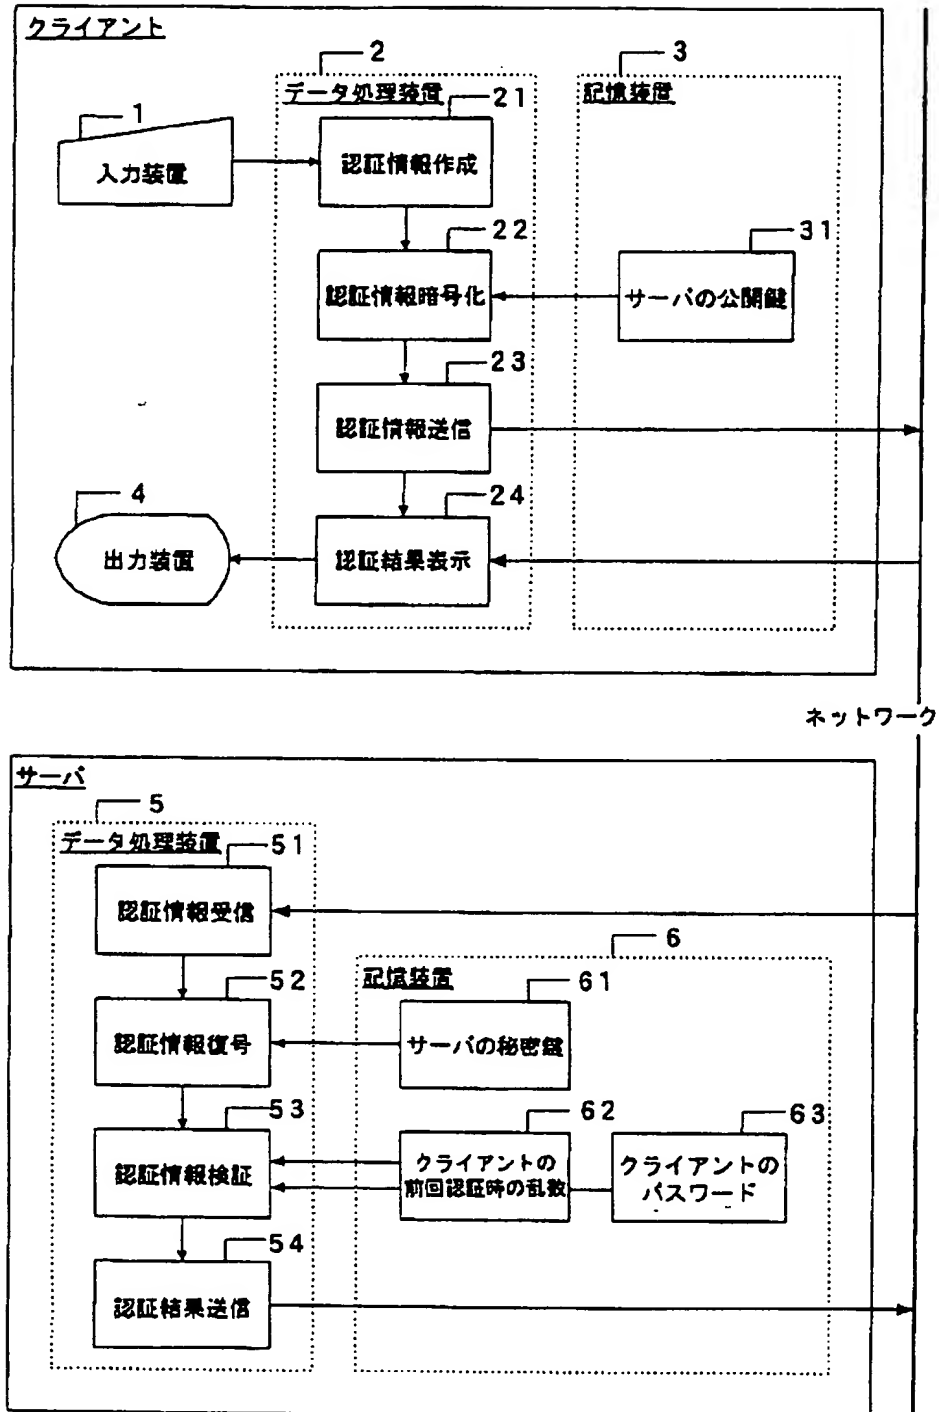 クライアント
2
3
データ処理装置
記憶装置
1
21
入力装置
認証情報作成
22
31
認証情報暗号化
サーバの公開鍵
23
認証情報送信
4
24
出力装置
認証結果表示
ネットワーク
サーバ
5
データ処理装置
51
認証情報受信
6
記憶装置
52
61
認証情報復号
サーバの秘密鍵
53
62
63
認証情報検証
クライアントの
前回認証時の乱数
クライアントの
パスワード
54
認証結果送信